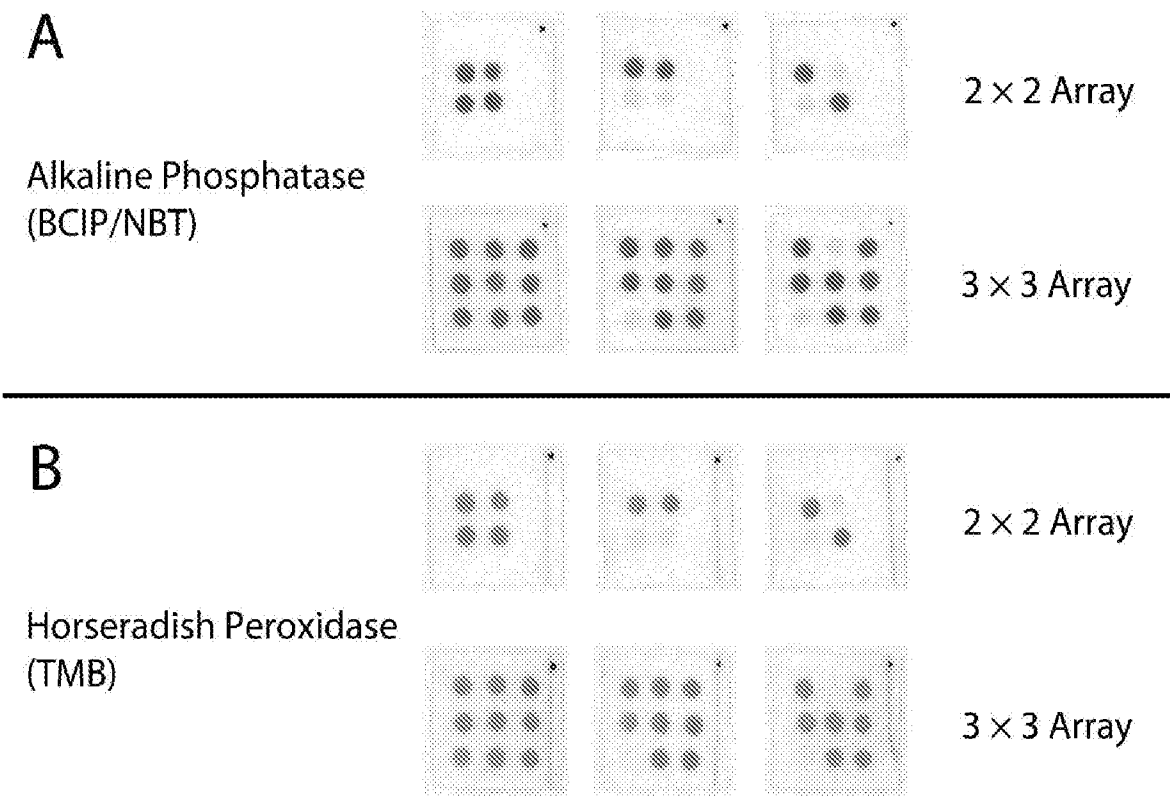 A
2 × 2 Array
Alkaline Phosphatase
(BCIP/NBT)
3 × 3 Array
B
2 × 2 Array
Horseradish Peroxidase
(TMB)
3 × 3 Array